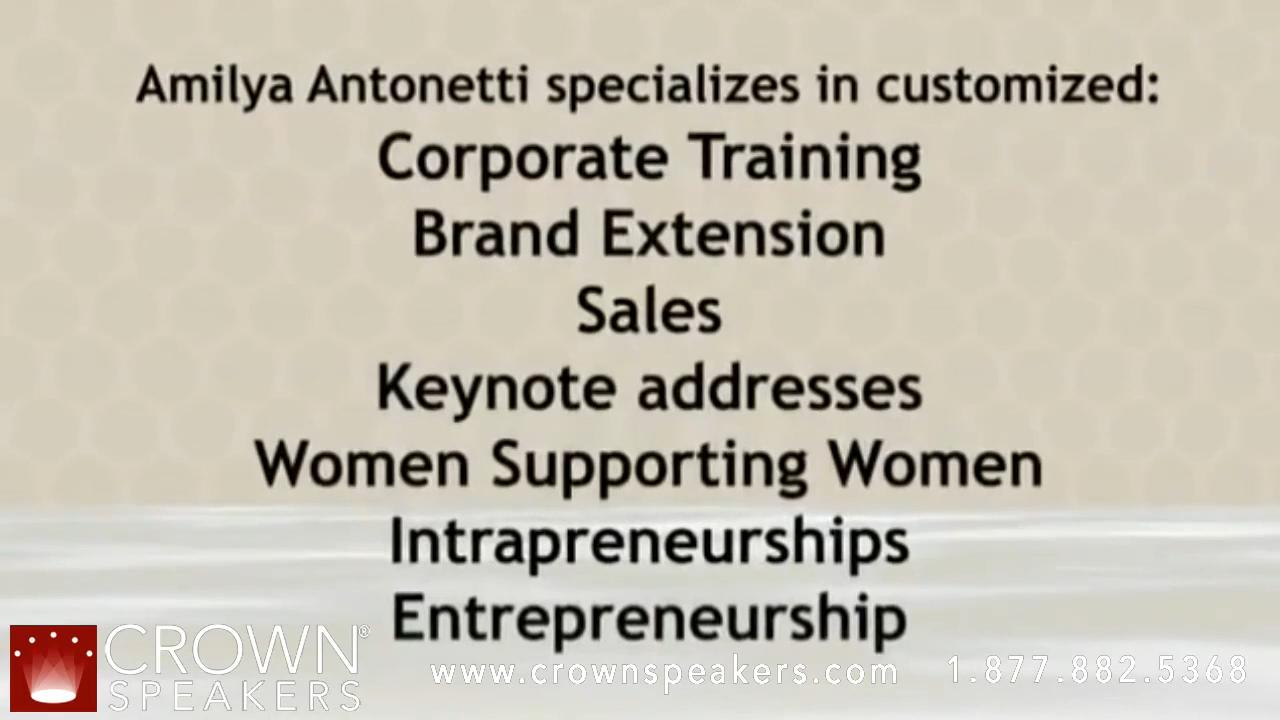 Amilya Antonetti specializes in customized:
Corporate Training
Brand Extension
Sales
Keynote addresses
Women Supporting Women
Intrapreneurships
Entrepreneurship
CROWN®
SPEAKERS
www.crownspeakers.com 1.877.882.5368